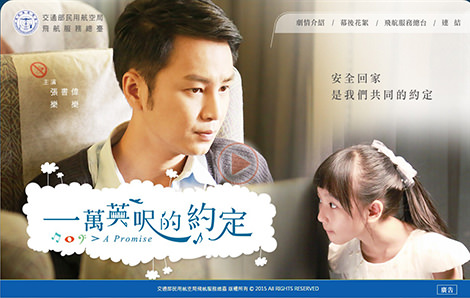 交通部民用航空局
飛航服務總臺
劇情介紹 / 幕後花絮 / 飛航服務總台 / 連 結
主演
張書偉
樂 樂
安全回家
是我們共同的約定
一萬英呎的約定
> A Promise
交通部民用航空局飛航服務總臺 版權所有 © 2015 All RIGHTS RESERVED
廣告